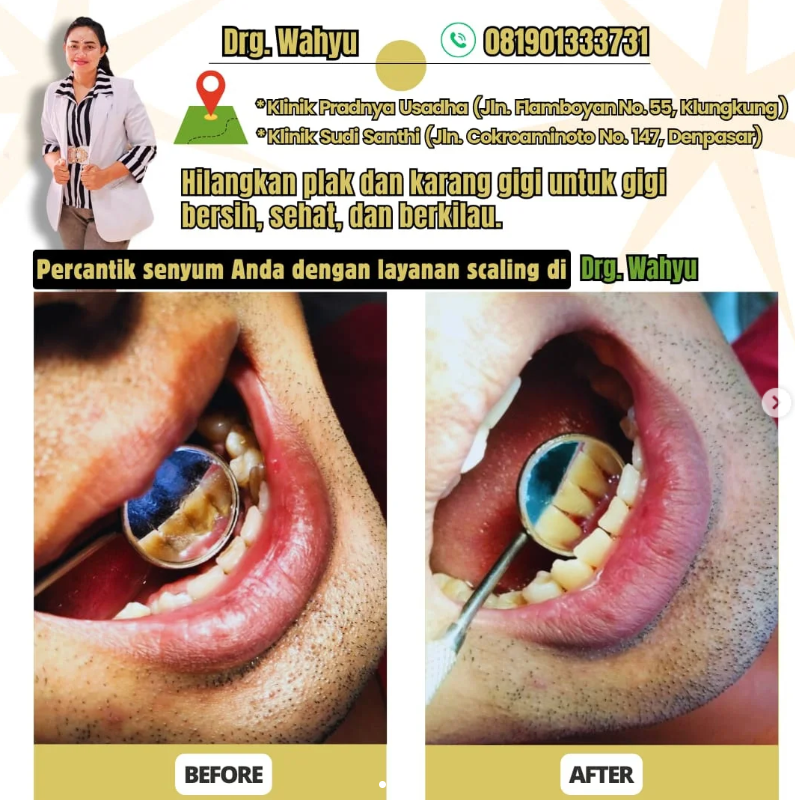 Drg. Wahyu
081901333731
*Klinik Pradnya Usadha (Jln. Flamboyan No. 55, Klungkung)
*Klinik Sudi Santhi (Jln. Cokroaminoto No. 147, Denpasar)
Hilangkan plak dan karang gigi untuk gigi
bersih, sehat, dan berkilau.
Percantik senyum Anda dengan layanan scaling di Drg. Wahyu
BEFORE
AFTER